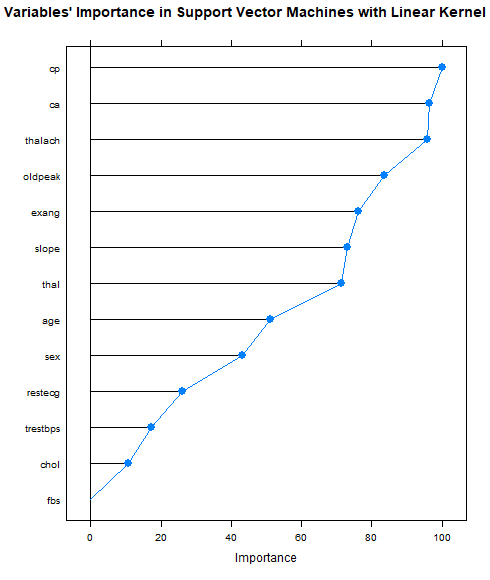 Variables' Importance in Support Vector Machines with Linear Kernel
cp
ca
thalach
oldpeak
exang
slope
thal
age
sex
restecg
trestbps
chol
fbs
0 20 40 60 80 100
Importance